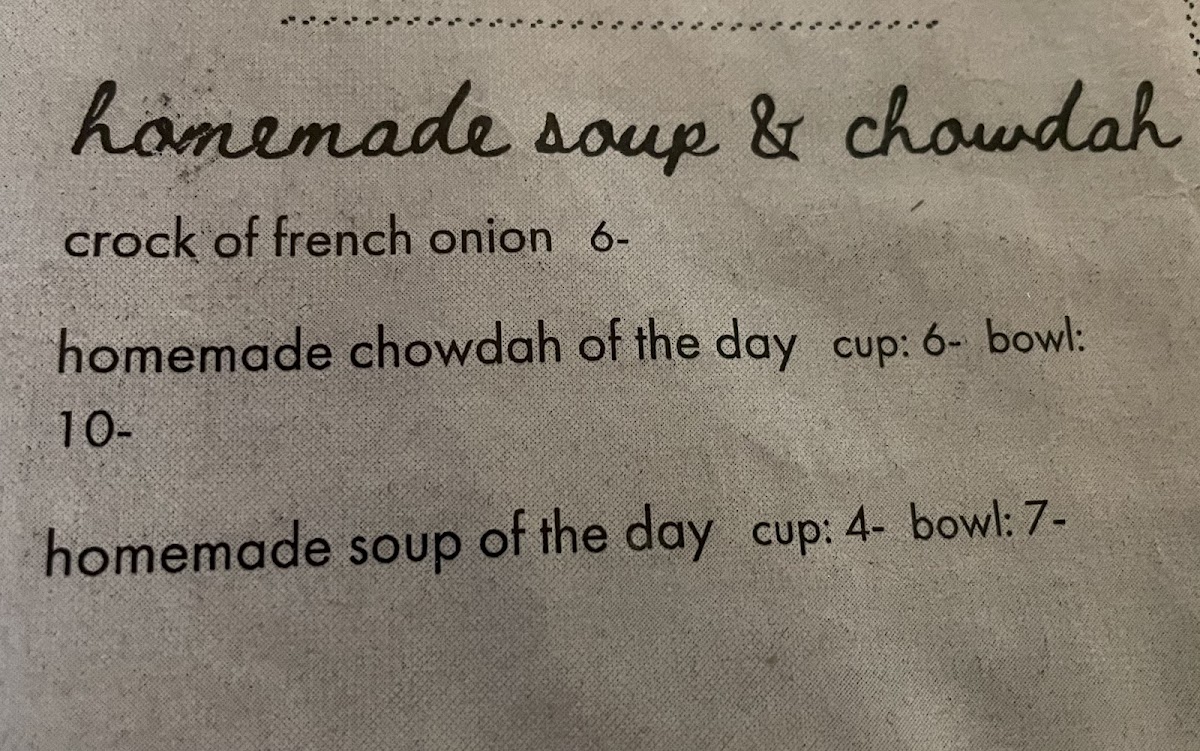 homemade soup & chowdah
crock of french onion 6-
homemade chowdah of the day cup: 6- bowl:
10-
homemade soup of the day cup: 4- bowl: 7-